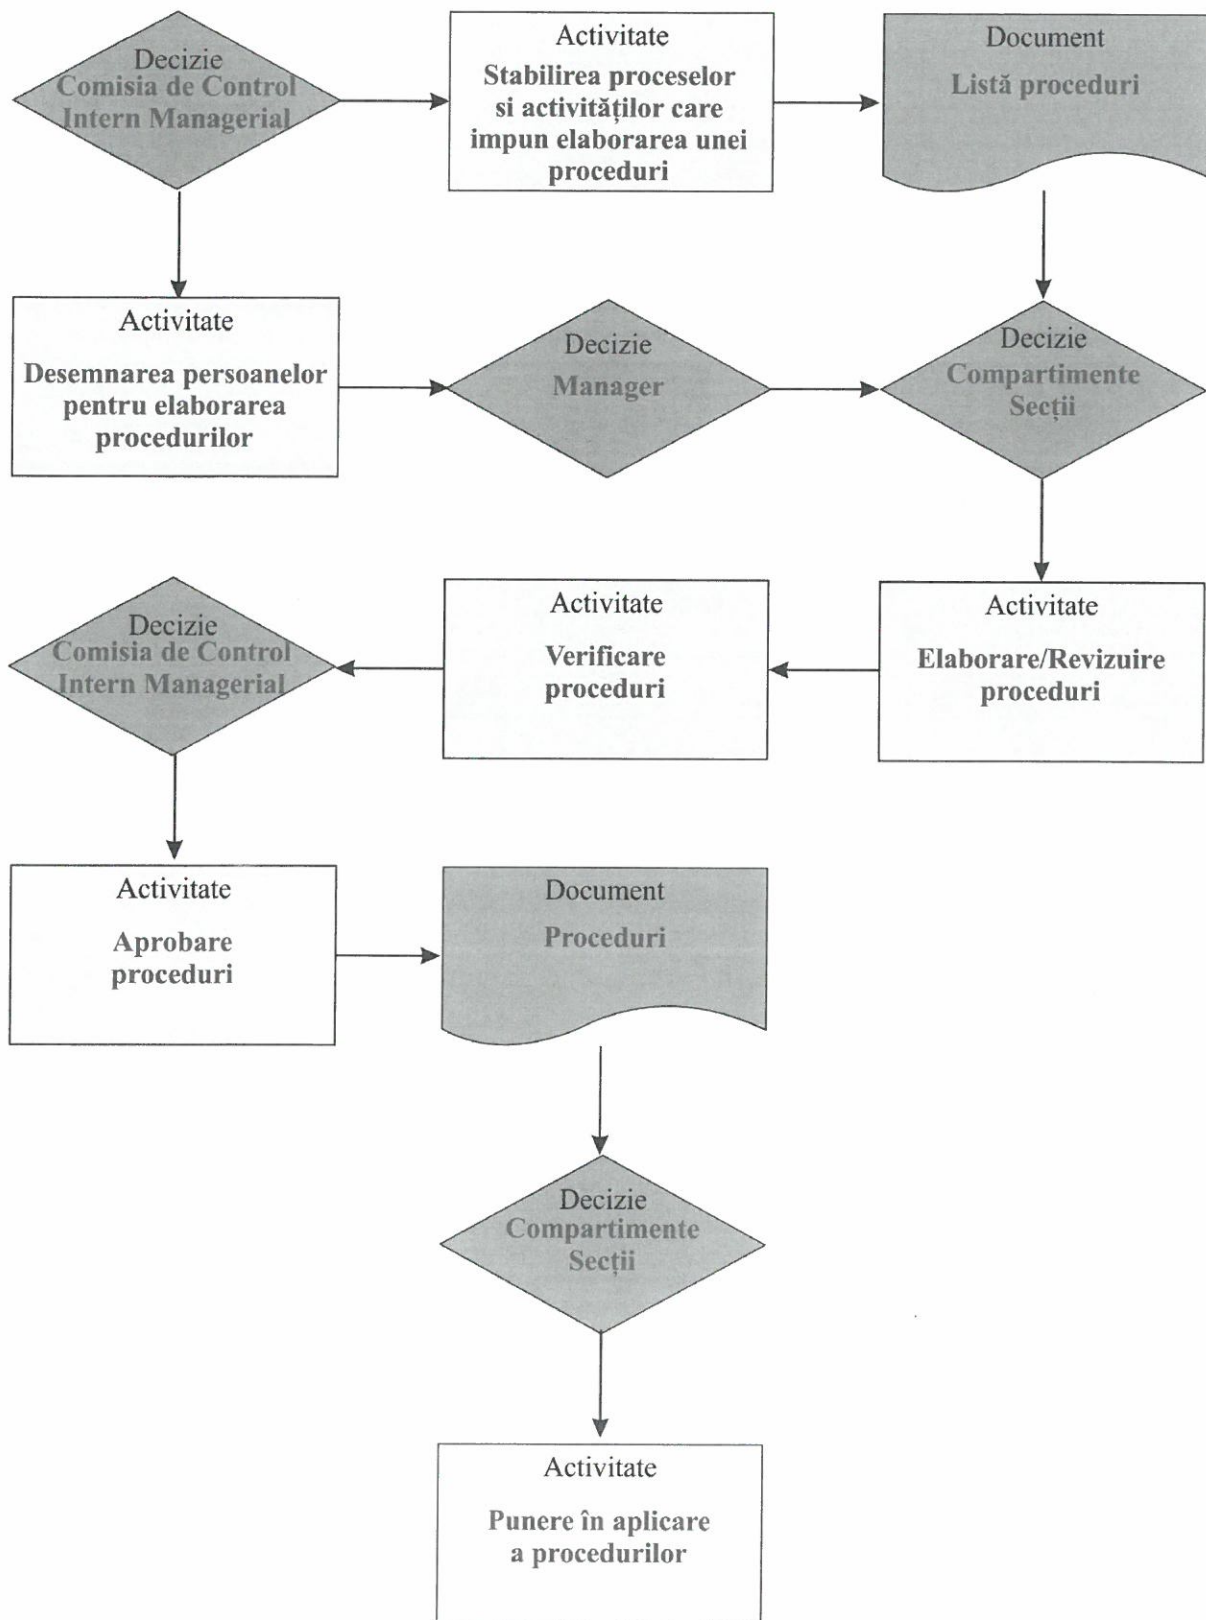 Decizie
Comisia de Control
Intern Managerial
Activitate
Stabilirea proceselor
si activităților care
impun elaborarea unei
proceduri
Document
Listă proceduri
Activitate
Desemnarea persoanelor
pentru elaborarea
procedurilor
Decizie
Manager
Decizie
Compartimente
Secții
Decizie
Comisia de Control
Intern Managerial
Activitate
Verificare
proceduri
Activitate
Elaborare/Revizuire
proceduri
Activitate
Aprobare
proceduri
Document
Proceduri
Decizie
Compartimente
Secții
Activitate
Punere în aplicare
a procedurilor